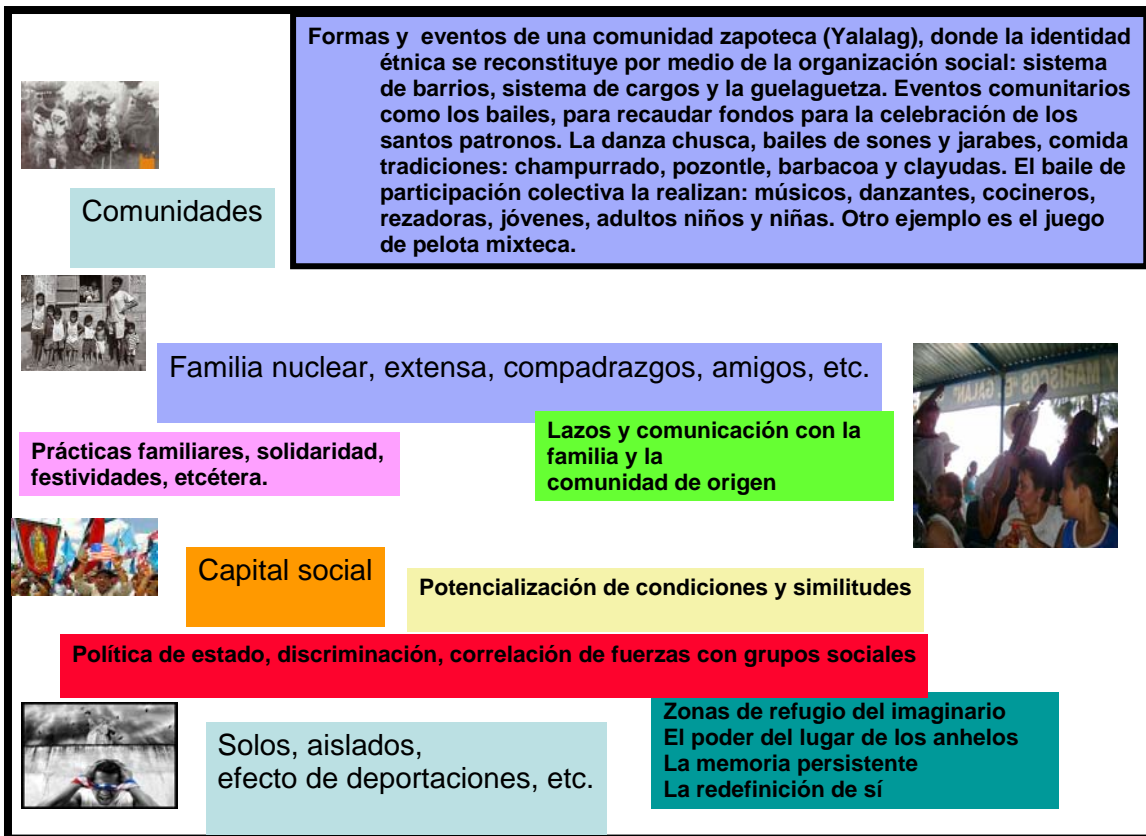 Formas y eventos de una comunidad zapoteca (Yalalag), donde la identidad
étnica se reconstituye por medio de la organización social: sistema
de barrios, sistema de cargos y la guelaguetza. Eventos comunitarios
como los bailes, para recaudar fondos para la celebración de los
santos patronos. La danza chusca, bailes de sones y jarabes, comida
tradiciones: champurrado, pozontle, barbacoa y clayudas. El baile de
participación colectiva la realizan: músicos, danzantes, cocineros,
rezadoras, jóvenes, adultos niños y niñas. Otro ejemplo es el juego
de pelota mixteca.
Comunidades
Familia nuclear, extensa, compadrazgos, amigos, etc.
Y MARISCOS "EL GALAN"
Prácticas familiares, solidaridad,
festividades, etcétera.
Lazos y comunicación con la
familia y la
comunidad de origen
Capital social
Potencialización de condiciones y similitudes
Política de estado, discriminación, correlación de fuerzas con grupos sociales
Solos, aislados,
efecto de deportaciones, etc.
Zonas de refugio del imaginario
El poder del lugar de los anhelos
La memoria persistente
La redefinición de sí